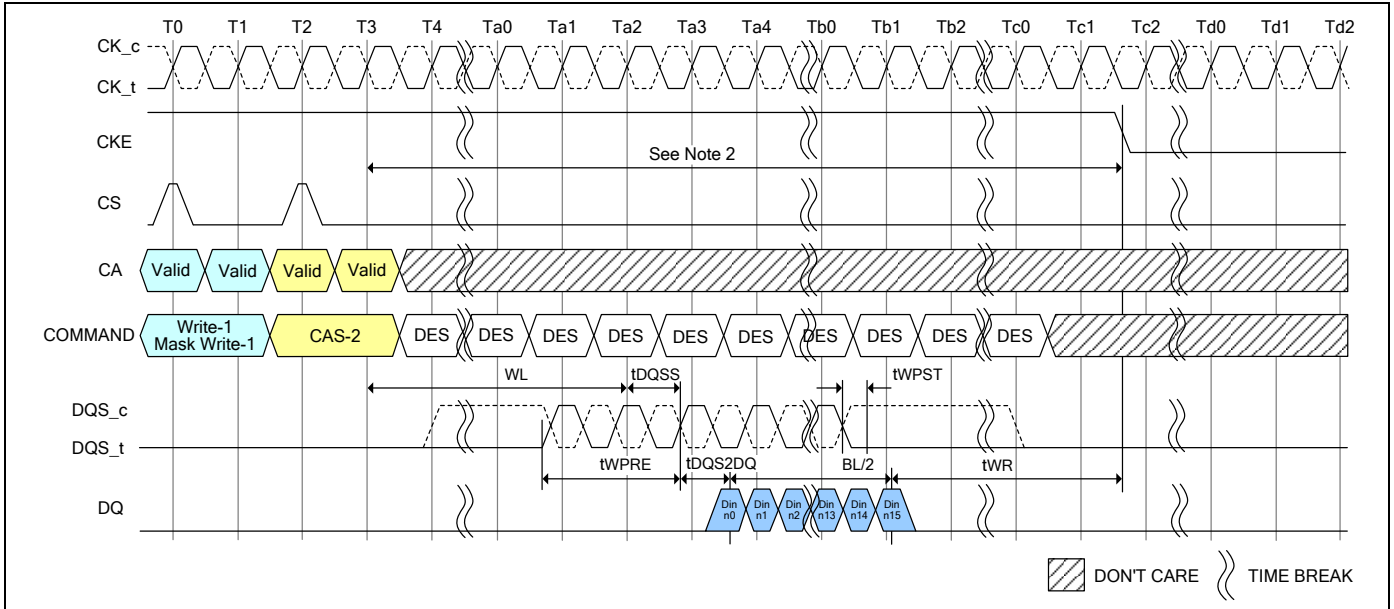 T0 T1 T2 T3 T4 Ta0 Ta1 Ta2 Ta3 Ta4 Tb0 Tb1 Tb2 Tc0 Tc1 Tc2 Td0 Td1 Td2
CK_c
CK_t
CKE
See Note 2
CS
CA Valid Valid Valid Valid
COMMAND Write-1 Mask Write-1 CAS-2 DES DES DES DES DES DES DES DES DES DES
WL tDQSS tWPST
DQS_c
DQS_t
tWPRE tDQS2DQ BL/2 tWR
DQ Din n0 Din n1 Din n2 Din n13 Din n14 Din n15
DON'T CARE TIME BREAK